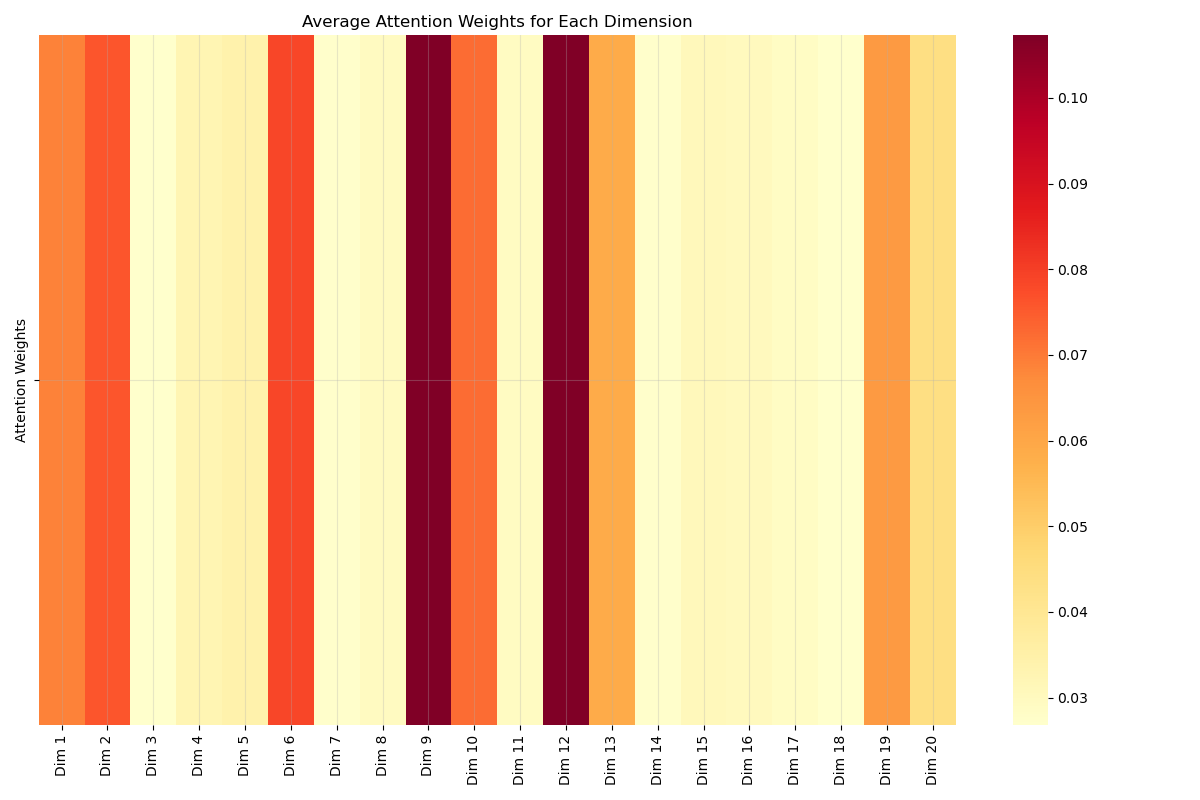 Average Attention Weights for Each Dimension
Attention Weights
0.10
0.09
0.08
0.07
0.06
0.05
0.04
0.03
Dim 1
Dim 2
Dim 3
Dim 4
Dim 5
Dim 6
Dim 7
Dim 8
Dim 9
Dim 10
Dim 11
Dim 12
Dim 13
Dim 14
Dim 15
Dim 16
Dim 17
Dim 18
Dim 19
Dim 20